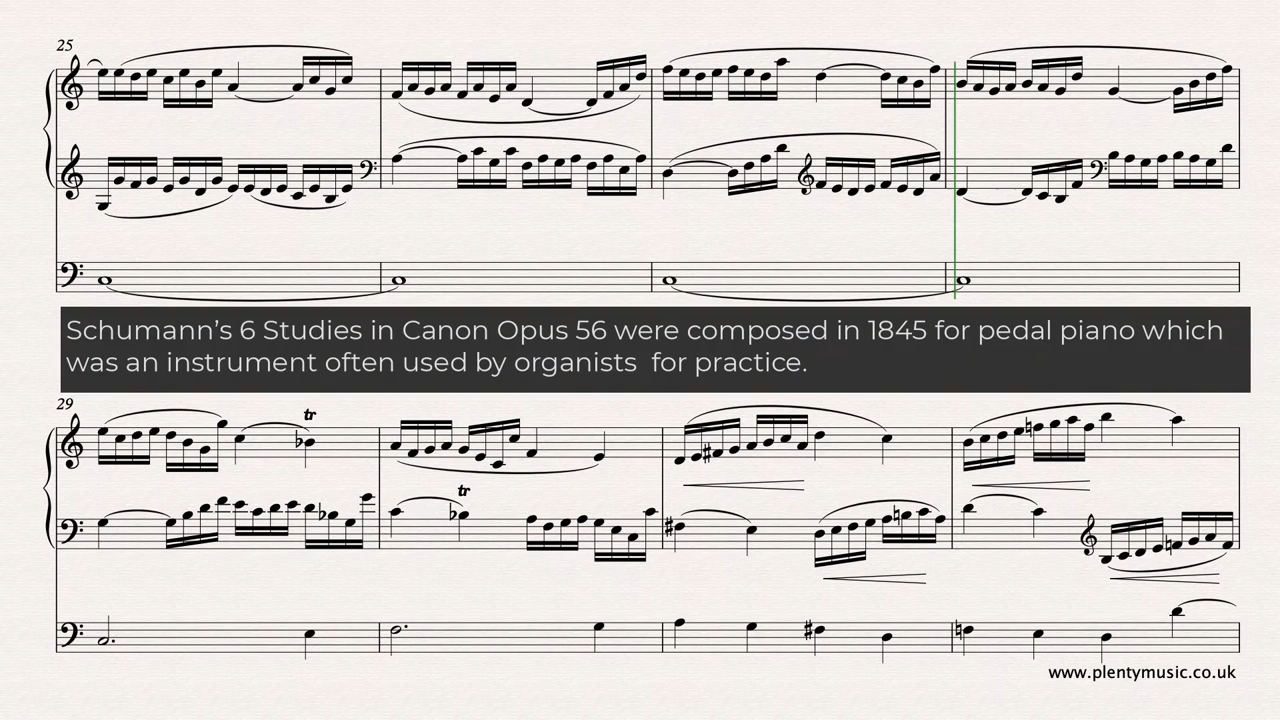 25
Schumann's 6 Studies in Canon Opus 56 were composed in 1845 for pedal piano which
was an instrument often used by organists  for practice.
29
tr
tr
www.plentymusic.co.uk